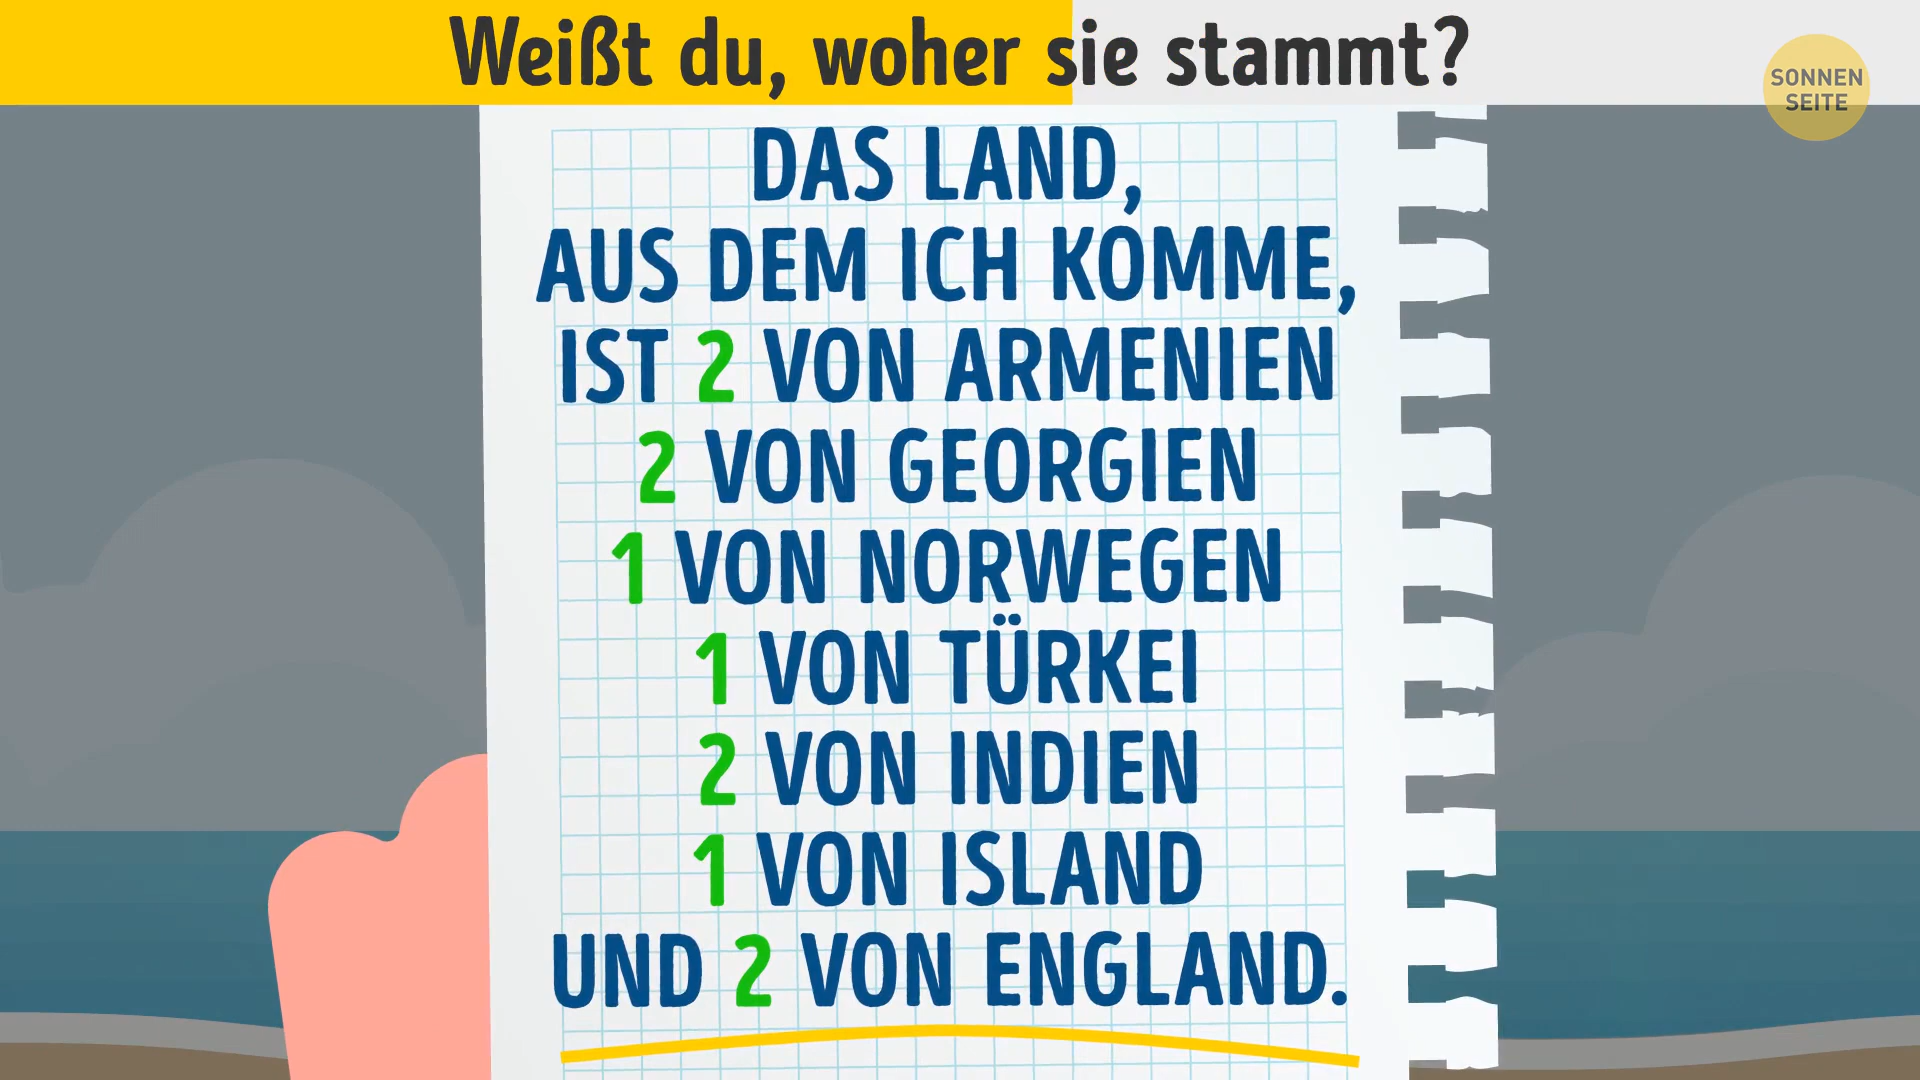 Weißt du, woher sie stammt?
SONNEN
SEITE
DAS LAND,
AUS DEM ICH KOMME,
IST 2 VON ARMENIEN
2 VON GEORGIEN
1 VON NORWEGEN
1 VON TÜRKEI
2 VON INDIEN
1 VON ISLAND
UND 2 VON ENGLAND.